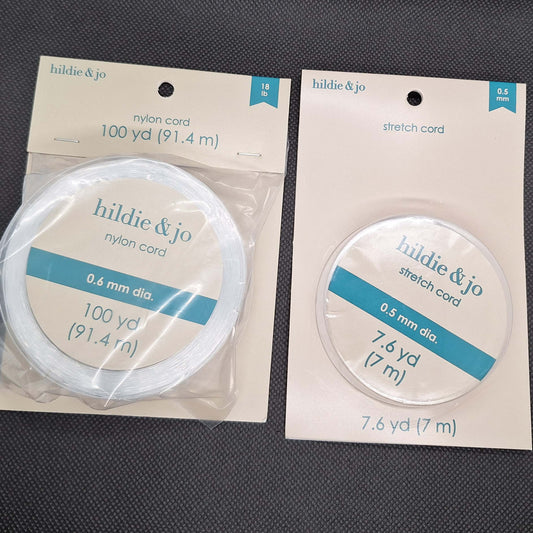 hildie & jo
18
lb
nylon cord
100 yd (91.4 m)
hildie & jo
nylon cord
0.6 mm dia.
100 yd
(91.4 m)
hildie & jo
0.5
mm
stretch cord
hildie & jo
stretch cord
0.5 mm dia.
7.6 yd
(7 m)
7.6 yd (7 m)